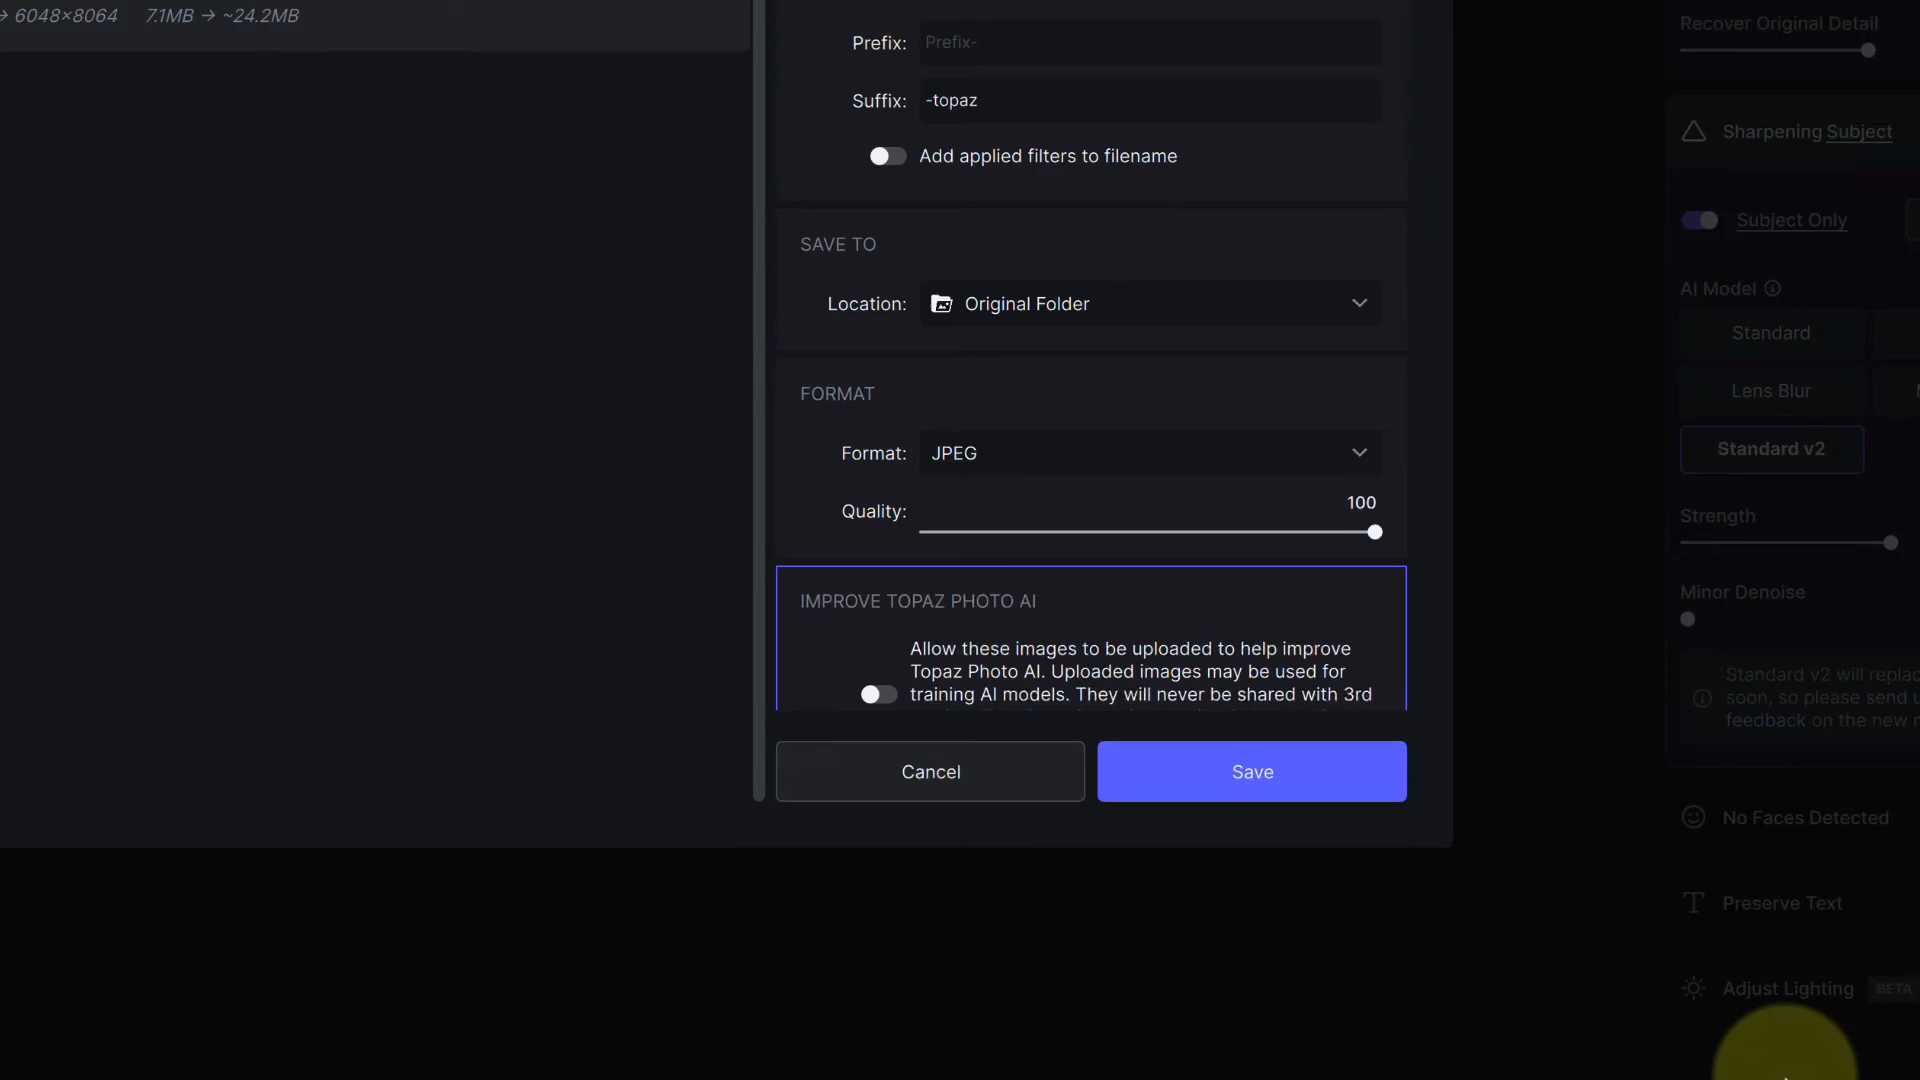 → 6048×8064 7.1MB → ~24.2MB
Prefix: Prefix-
Suffix: -topaz
Add applied filters to filename
SAVE TO
Location: Original Folder
FORMAT
Format: JPEG
Quality: 100
IMPROVE TOPAZ PHOTO AI
Allow these images to be uploaded to help improve
Topaz Photo AI. Uploaded images may be used for
training AI models. They will never be shared with 3rd
Cancel Save
Recover Original Detail
Sharpening Subject
Subject Only
AI Model
Standard
Lens Blur
Standard v2
Strength
Minor Denoise
Standard v2 will replac
soon, so please send u
feedback on the new
No Faces Detected
Preserve Text
Adjust Lighting BETA